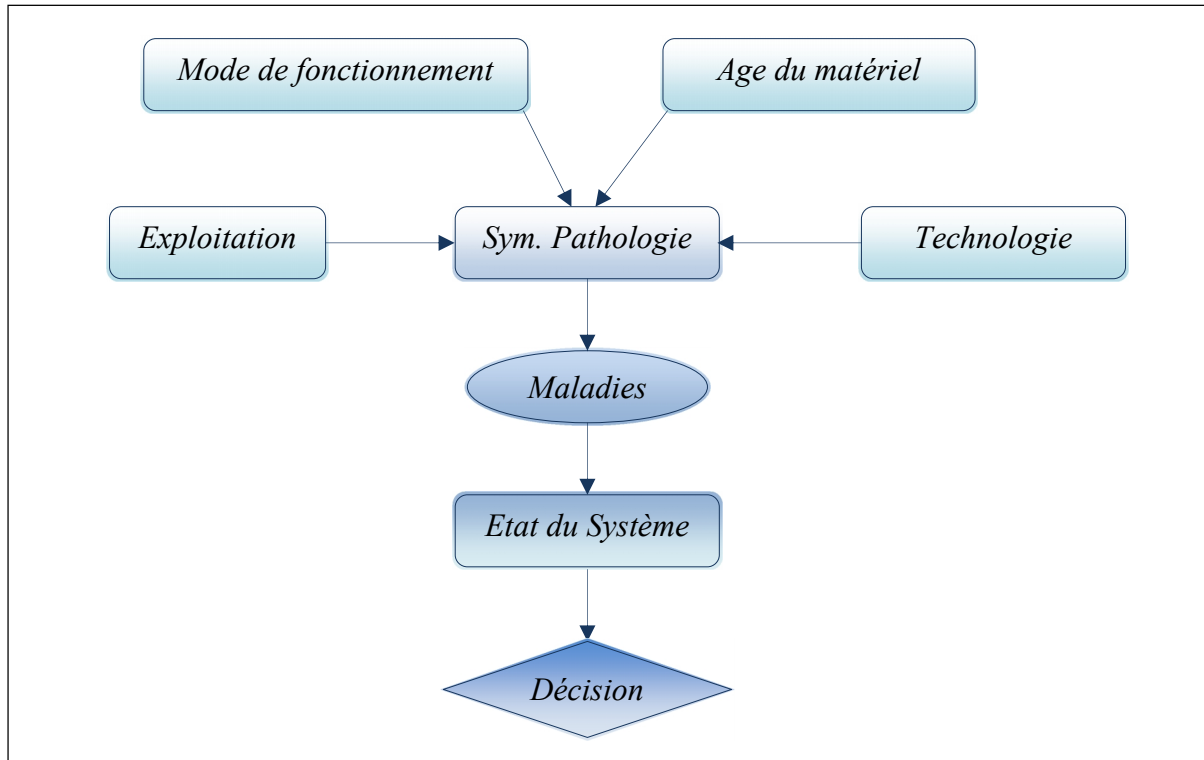 Mode de fonctionnement
Age du matériel
Exploitation
Sym. Pathologie
Technologie
Maladies
Etat du Système
Décision